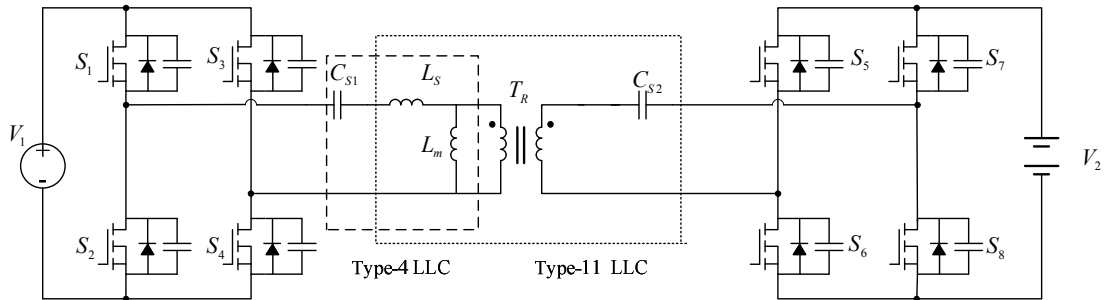 S1
S3
CS1
LS
TR
CS2
S5
S7
V1
+
-
Lm
V2
S2
S4
S6
S8
Type-4 LLC
Type-11 LLC